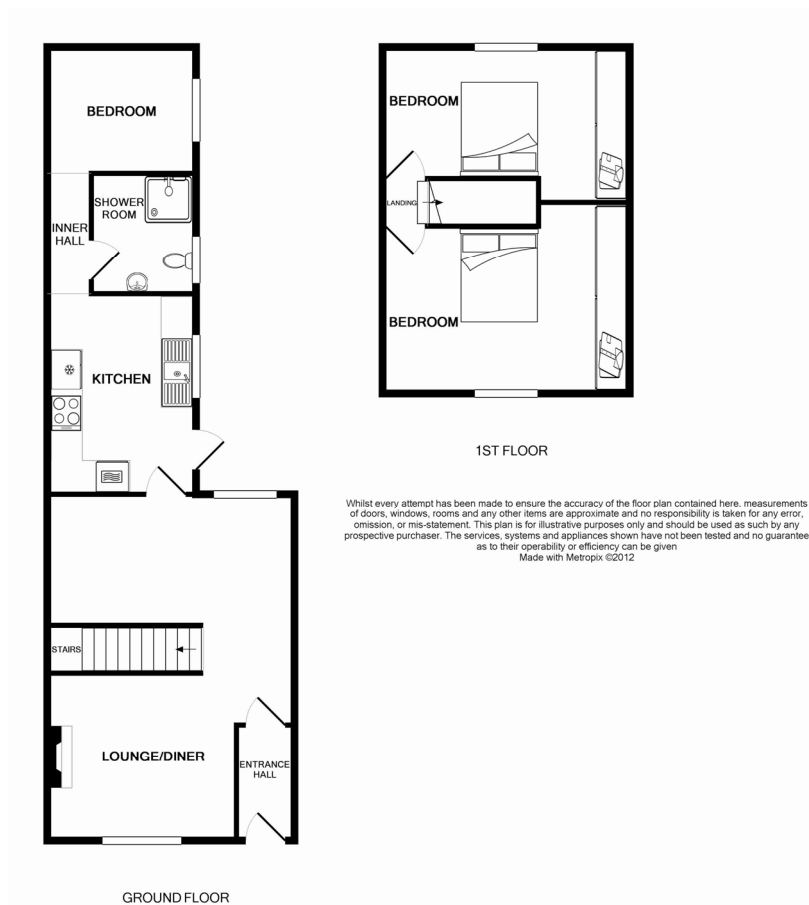 BEDROOM
SHOWER
ROOM
INNER
HALL
KITCHEN
STAIRS
LOUNGE/DINER
ENTRANCE
HALL
GROUND FLOOR
BEDROOM
LANDING
BEDROOM
1ST FLOOR
Whilst every attempt has been made to ensure the accuracy of the floor plan contained here, measurements
of doors, windows, rooms and any other items are approximate and no responsibility is taken for any error,
omission, or mis-statement. This plan is for illustrative purposes only and should be used as such by any
prospective purchaser. The services, systems and appliances shown have not been tested and no guarantee
as to their operability or efficiency can be given
Made with Metropix ©2012